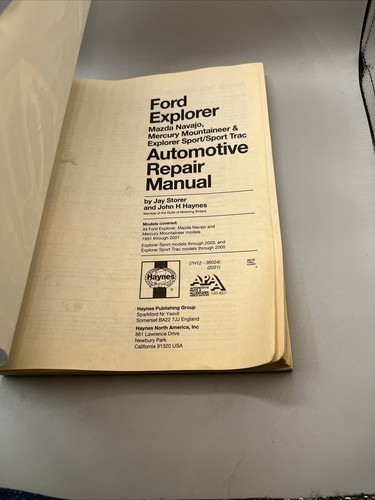 Ford
Explorer
Mazda Navajo,
Mercury Mountaineer &
Explorer Sport/Sport Trac
Automotive
Repair
Manual
by Jay Storer
and John H Haynes
Member of the Guild of Motoring Writers
Models covered:
All Ford Explorer, Mazda Navajo and
Mercury Mountaineer models
1991 through 2001
Explorer Sport models through 2003, and
Explorer Sport Trac models through 2005
(7H12 - 36024)
(2021)
Haynes
®
APA
Haynes Publishing Group
Sparkford Nr Yeovil
Somerset BA22 7JJ England
Haynes North America, Inc
861 Lawrence Drive
Newbury Park
California 91320 USA